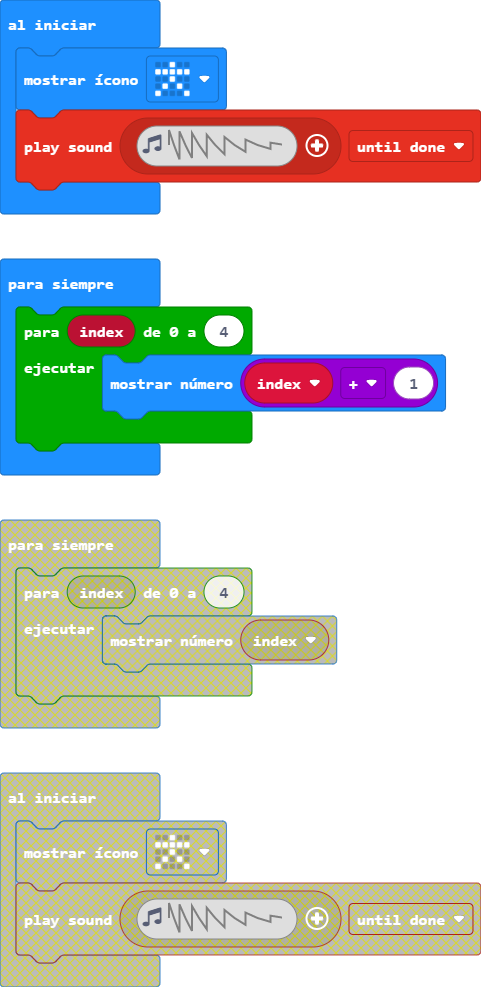 al iniciar
mostrar ícono
play sound until done
para siempre
para index de 0 a 4
ejecutar mostrar número index + 1
para siempre
para index de 0 a 4
ejecutar mostrar número index
al iniciar
mostrar ícono
play sound until done